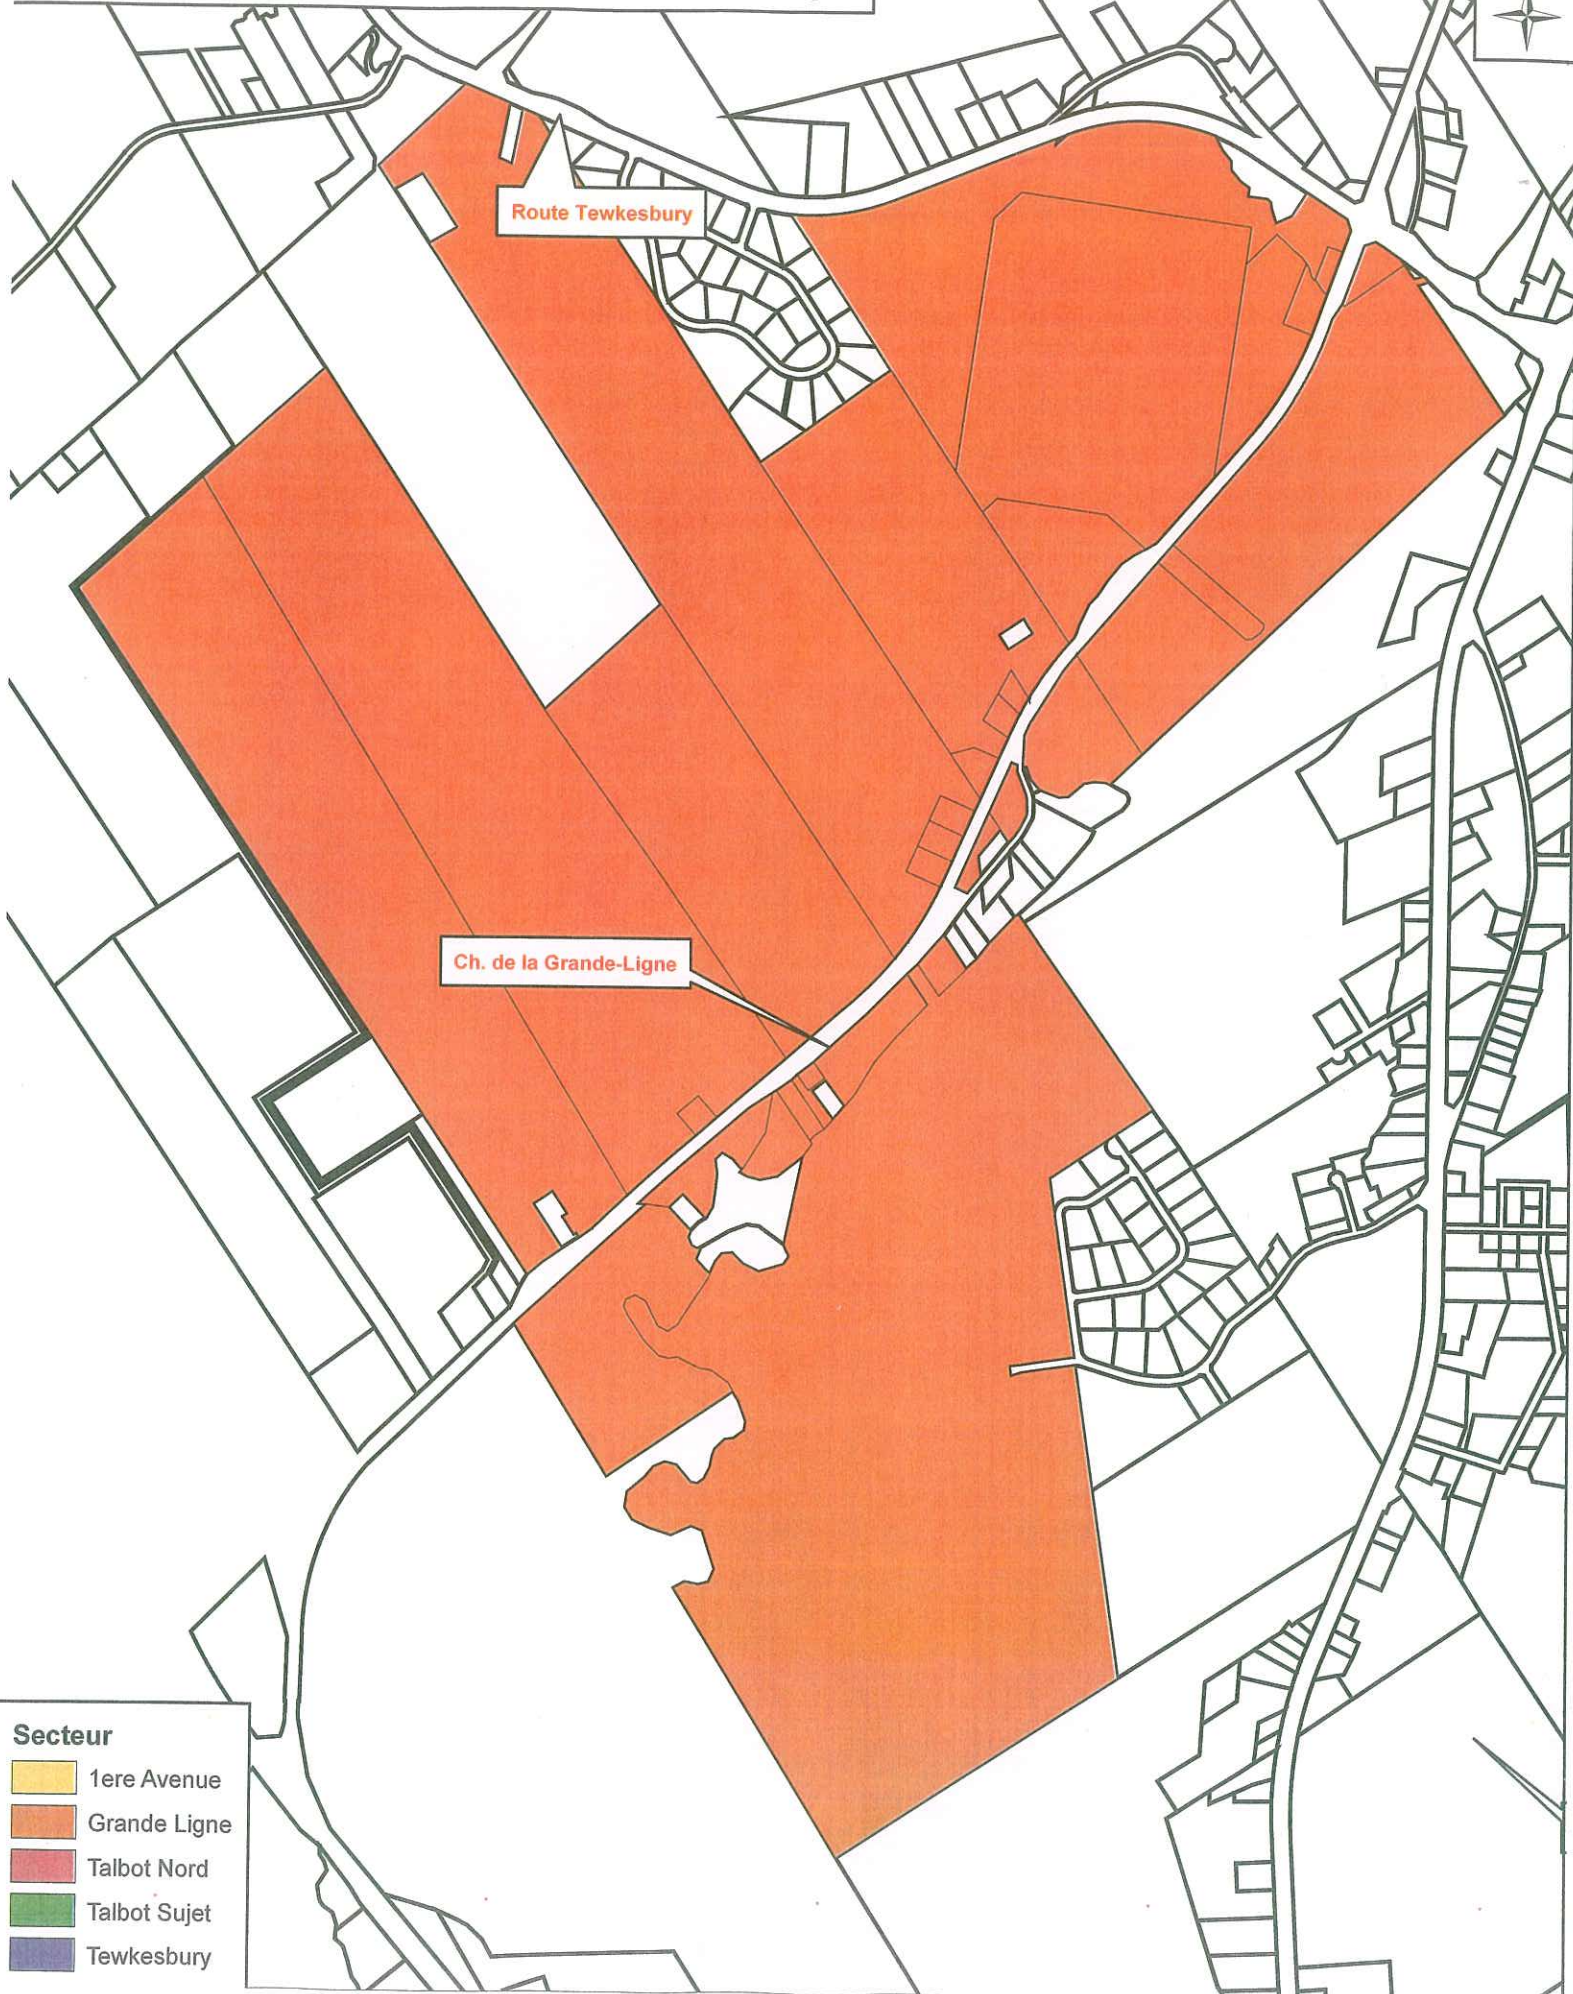 Route Tewkesbury
Ch. de la Grande-Ligne
Secteur
1ere Avenue
Grande Ligne
Talbot Nord
Talbot Sujet
Tewkesbury